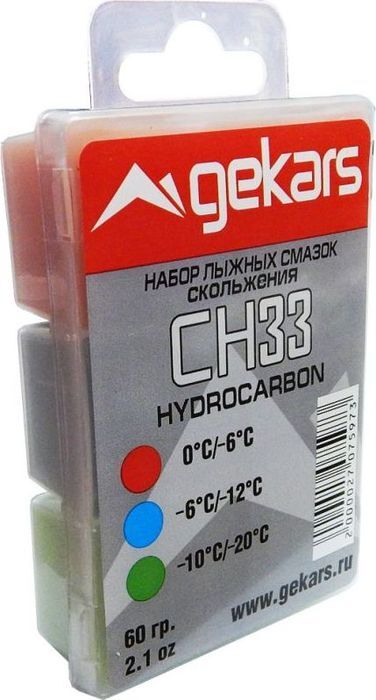 gekars
НАБОР ЛЫЖНЫХ СМАЗОК
СКОЛЬЖЕНИЯ
CH33
HYDROCARBON
0°C/-6°C
-6°C/-12°C
-10°C/-20°C
2000027075973
www.gekars.ru
60 гр.
2.1 oz